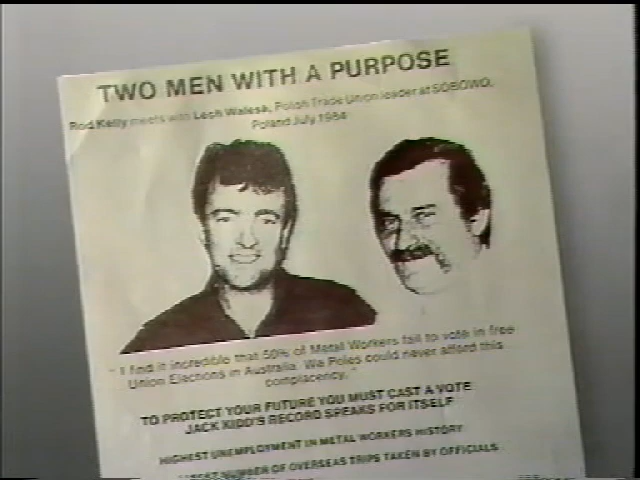 TWO MEN WITH A PURPOSE
Rod Kelly meets with Lech Walesa, Polish Trade Union leader at SOBOWO,
Poland July 1984
" I find it incredible that 50% of Metal Workers fail to vote in free
Union Elections in Australia. We Poles could never afford this
complacency. "
TO PROTECT YOUR FUTURE YOU MUST CAST A VOTE
JACK KIDD'S RECORD SPEAKS FOR ITSELF
HIGHEST UNEMPLOYMENT IN METAL WORKERS HISTORY
NUMBER OF OVERSEAS TRIPS TAKEN BY OFFICIALS